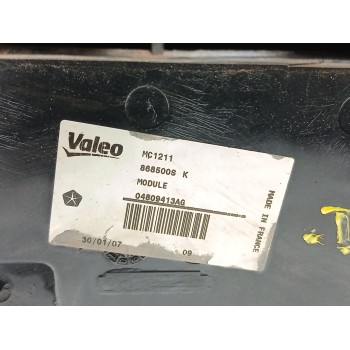 Valeo
MC1211
868500S K
MODULE
04809413AG
30/01/07
09
MADE IN FRANCE